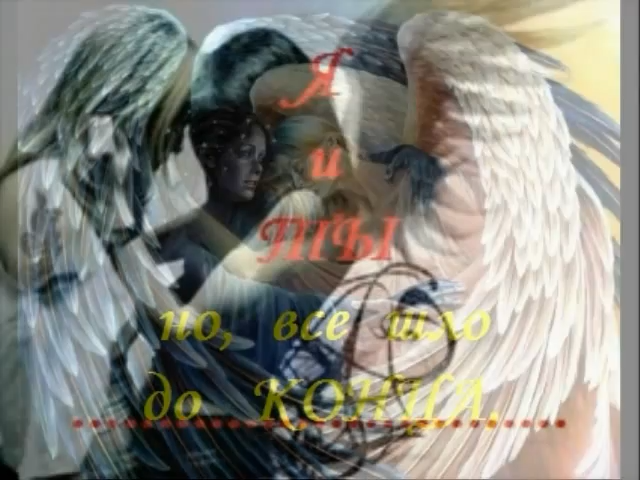 Я
и
ТЫ
но, все шло
до КОНЦА.